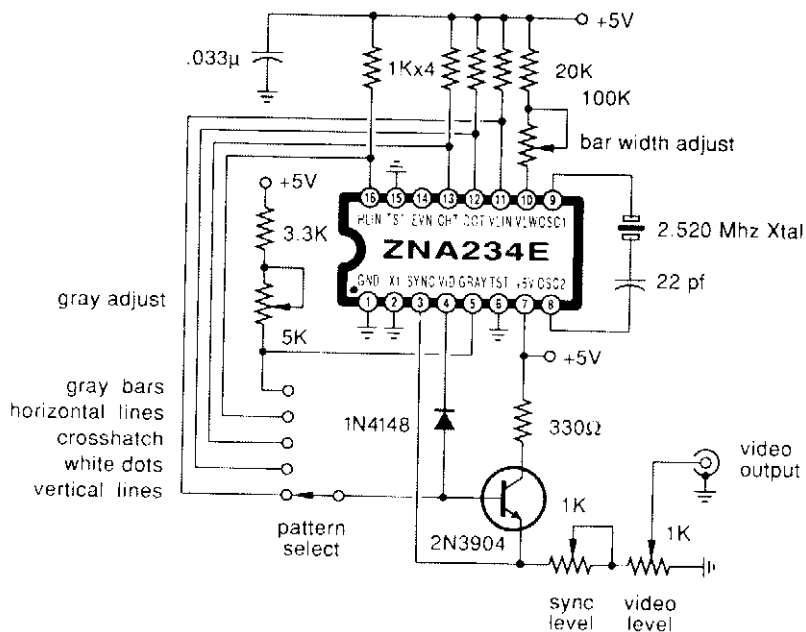 +5V
.033µ
1Kx4
20K
100K
bar width adjust
+5V
16 15 14 13 12 11 10 9
HLIN TST EVN CHT DOT VLIN VLW OSC1
3.3K
ZNA234E
2.520 Mhz Xtal
GND X1 SYNC VID GRAY TST +5V OSC2
22 pf
gray adjust
1 2 3 4 5 6 7 8
5K
+5V
gray bars
horizontal lines
1N4148
330Ω
crosshatch
white dots
video
output
vertical lines
pattern
select
2N3904
1K
1K
sync
level
video
level